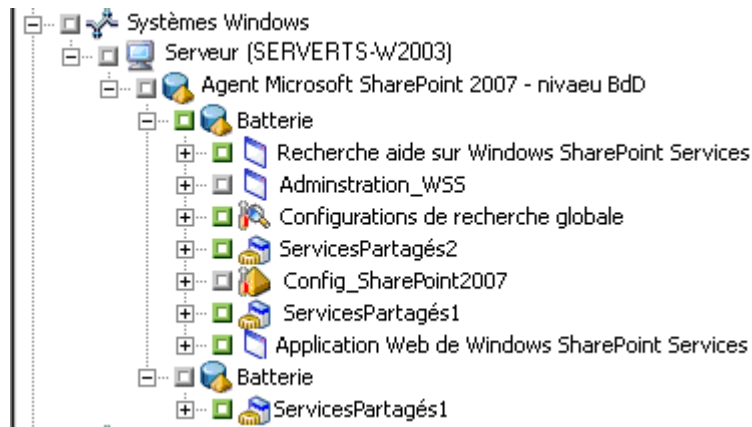 Systèmes Windows
Serveur (SERVERTS-W2003)
Agent Microsoft SharePoint 2007 - nivaeu BdD
Batterie
Recherche aide sur Windows SharePoint Services
Adminstration_WSS
Configurations de recherche globale
ServicesPartagés2
Config_SharePoint2007
ServicesPartagés1
Application Web de Windows SharePoint Services
Batterie
ServicesPartagés1